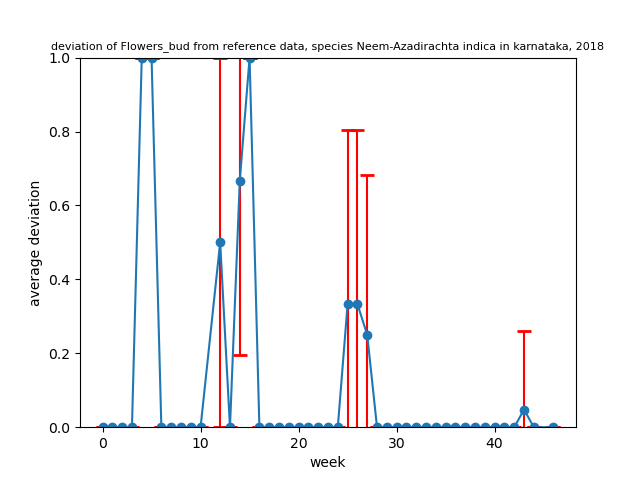 deviation of Flowers_bud from reference data, species Neem-Azadirachta indica in karnataka, 2018
1.0
0.8
0.6
0.4
0.2
0.0
average deviation
0 10 20 30 40
week